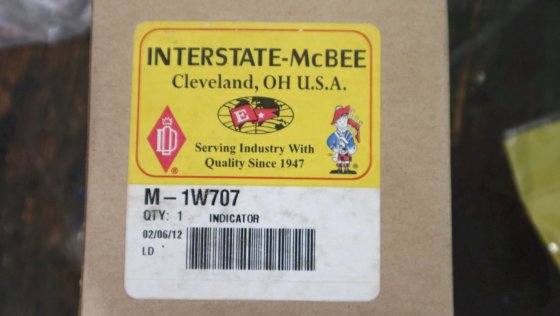 INTERSTATE-McBEE
Cleveland, OH U.S.A.
E
D
Serving Industry With
Quality Since 1947
M-1W707
QTY: 1 INDICATOR
02/06/12
LD